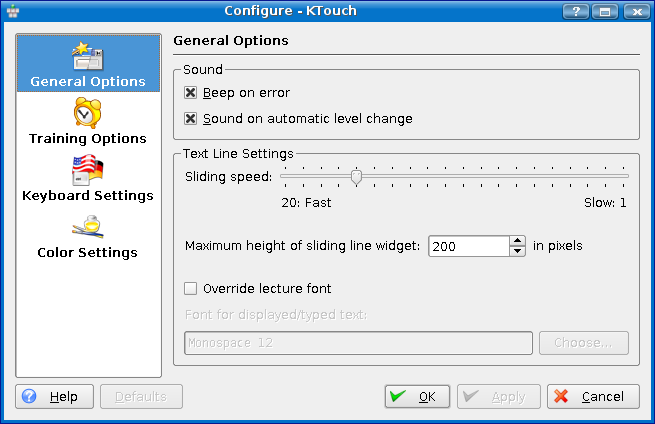 Configure - KTouch
General Options
Training Options
Keyboard Settings
Color Settings
General Options
Sound
Beep on error
Sound on automatic level change
Text Line Settings
Sliding speed:
20: Fast Slow: 1
Maximum height of sliding line widget: 200 in pixels
Override lecture font
Font for displayed/typed text:
Monospace 12 Choose...
Help Defaults OK Apply Cancel